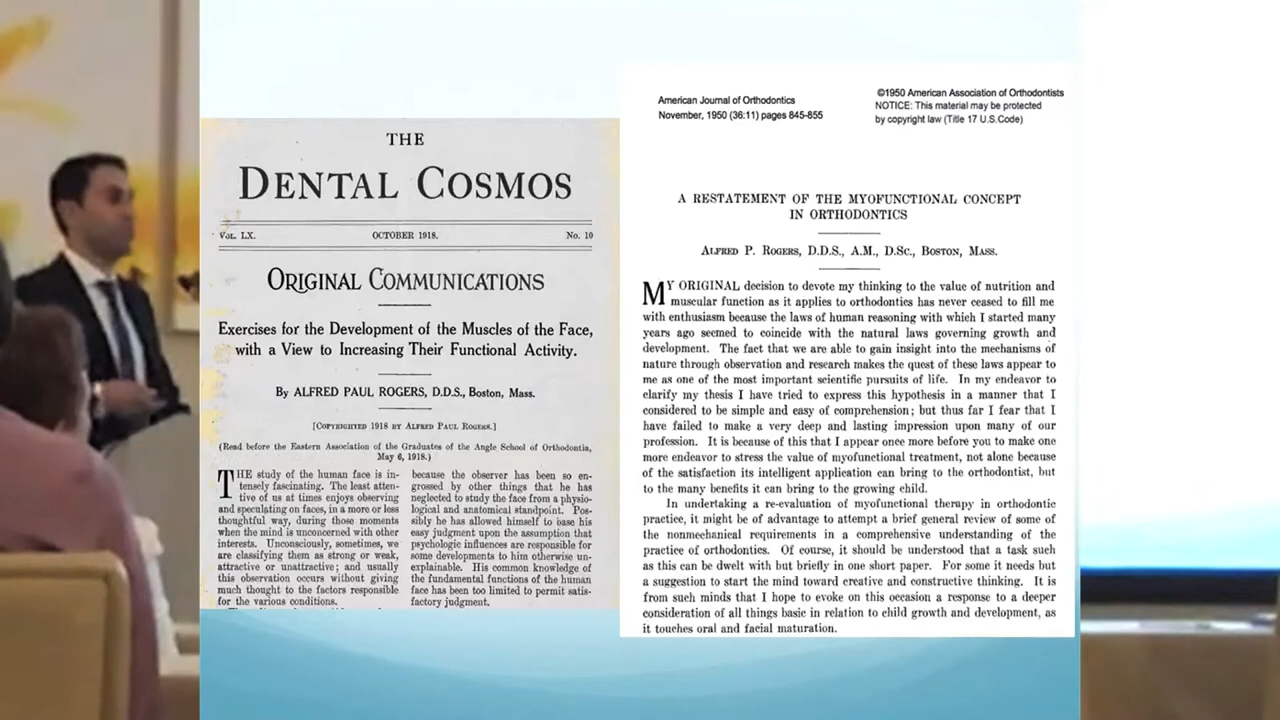 THE
DENTAL COSMOS
VOL. LX.
OCTOBER 1918.
No. 10
ORIGINAL COMMUNICATIONS
Exercises for the Development of the Muscles of the Face,
with a View to Increasing Their Functional Activity.
By ALFRED PAUL ROGERS, D.D.S., Boston, Mass.
[COPYRIGHTED 1918 BY ALFRED PAUL ROGERS.]
(Read before the Eastern Association of the Graduates of the Angle School of Orthodontia,
May 6, 1918.)
THE study of the human face is in-
tensely fascinating. The least atten-
tive of us at times enjoys observing
and speculating on faces, in a more or less
thoughtful way, during those moments
when the mind is unconcerned with other
interests. Unconsciously, sometimes, we
are classifying them as strong or weak,
attractive or unattractive; and usually
this observation occurs without giving
much thought to the factors responsible
for the various conditions.
because the observer has been so en-
grossed by other things that he has
neglected to study the face from a physio-
logical and anatomical standpoint. Pos-
sibly he has allowed himself to base his
easy judgment upon the assumption that
psychologic influences are responsible for
some developments to him otherwise un-
explainable. His common knowledge of
the fundamental functions of the human
face has been too limited to permit satis-
factory judgment.
American Journal of Orthodontics
November, 1950 (36:11) pages 845-855
©1950 American Association of Orthodontists
NOTICE: This material may be protected
by copyright law (Title 17 U.S.Code)
A RESTATEMENT OF THE MYOFUNCTIONAL CONCEPT
IN ORTHODONTICS
ALFRED P. ROGERS, D.D.S., A.M., D.SC., BOSTON, MASS.
MY ORIGINAL decision to devote my thinking to the value of nutrition and
muscular function as it applies to orthodontics has never ceased to fill me
with enthusiasm because the laws of human reasoning with which I started many
years ago seemed to coincide with the natural laws governing growth and
development. The fact that we are able to gain insight into the mechanisms of
nature through observation and research makes the quest of these laws appear to
me as one of the most important scientific pursuits of life. In my endeavor to
clarify my thesis I have tried to express this hypothesis in a manner that I
considered to be simple and easy of comprehension; but thus far I fear that I
have failed to make a very deep and lasting impression upon many of our
profession. It is because of this that I appear once more before you to make one
more endeavor to stress the value of myofunctional treatment, not alone because
of the satisfaction its intelligent application can bring to the orthodontist, but
to the many benefits it can bring to the growing child.
In undertaking a re-evaluation of myofunctional therapy in orthodontic
practice, it might be of advantage to attempt a brief general review of some of
the nonmechanical requirements in a comprehensive understanding of the
practice of orthodontics. Of course, it should be understood that a task such
as this can be dwelt with but briefly in one short paper. For some it needs but
a suggestion to start the mind toward creative and constructive thinking. It is
from such minds that I hope to evoke on this occasion a response to a deeper
consideration of all things basic in relation to child growth and development, as
it touches oral and facial maturation.